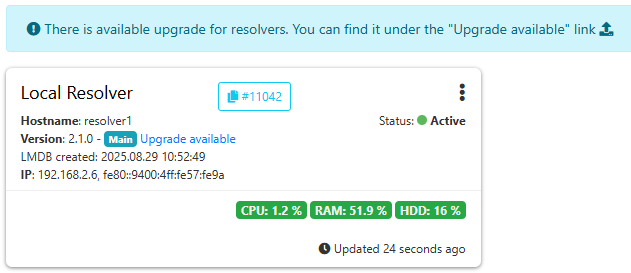 There is available upgrade for resolvers. You can find it under the "Upgrade available" link
Local Resolver
#11042
Hostname: resolver1
Status: Active
Version: 2.1.0 - Main Upgrade available
LMDB created: 2025.08.29 10:52:49
IP: 192.168.2.6, fe80::9400:4ff:fe57:fe9a
CPU: 1.2 % RAM: 51.9 % HDD: 16 %
Updated 24 seconds ago